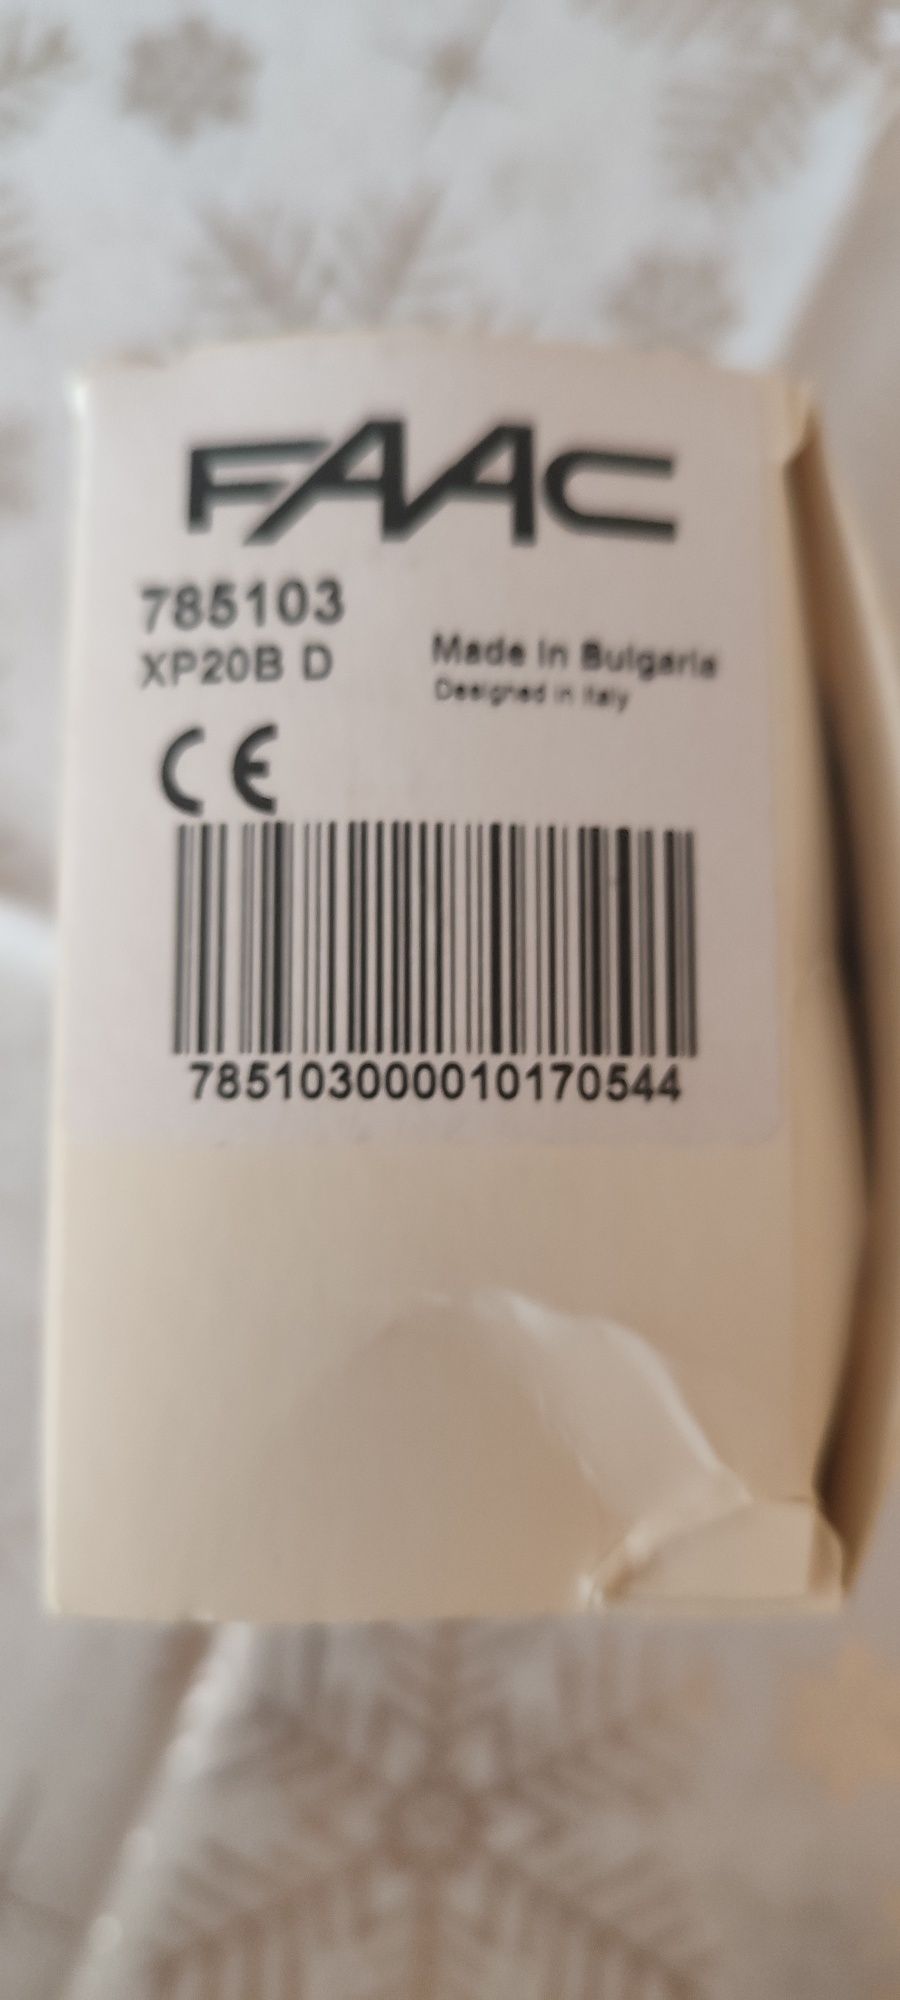 FAAC
785103
XP20B D
Made in Bulgaria
Designed in Italy
CE
785103000010170544